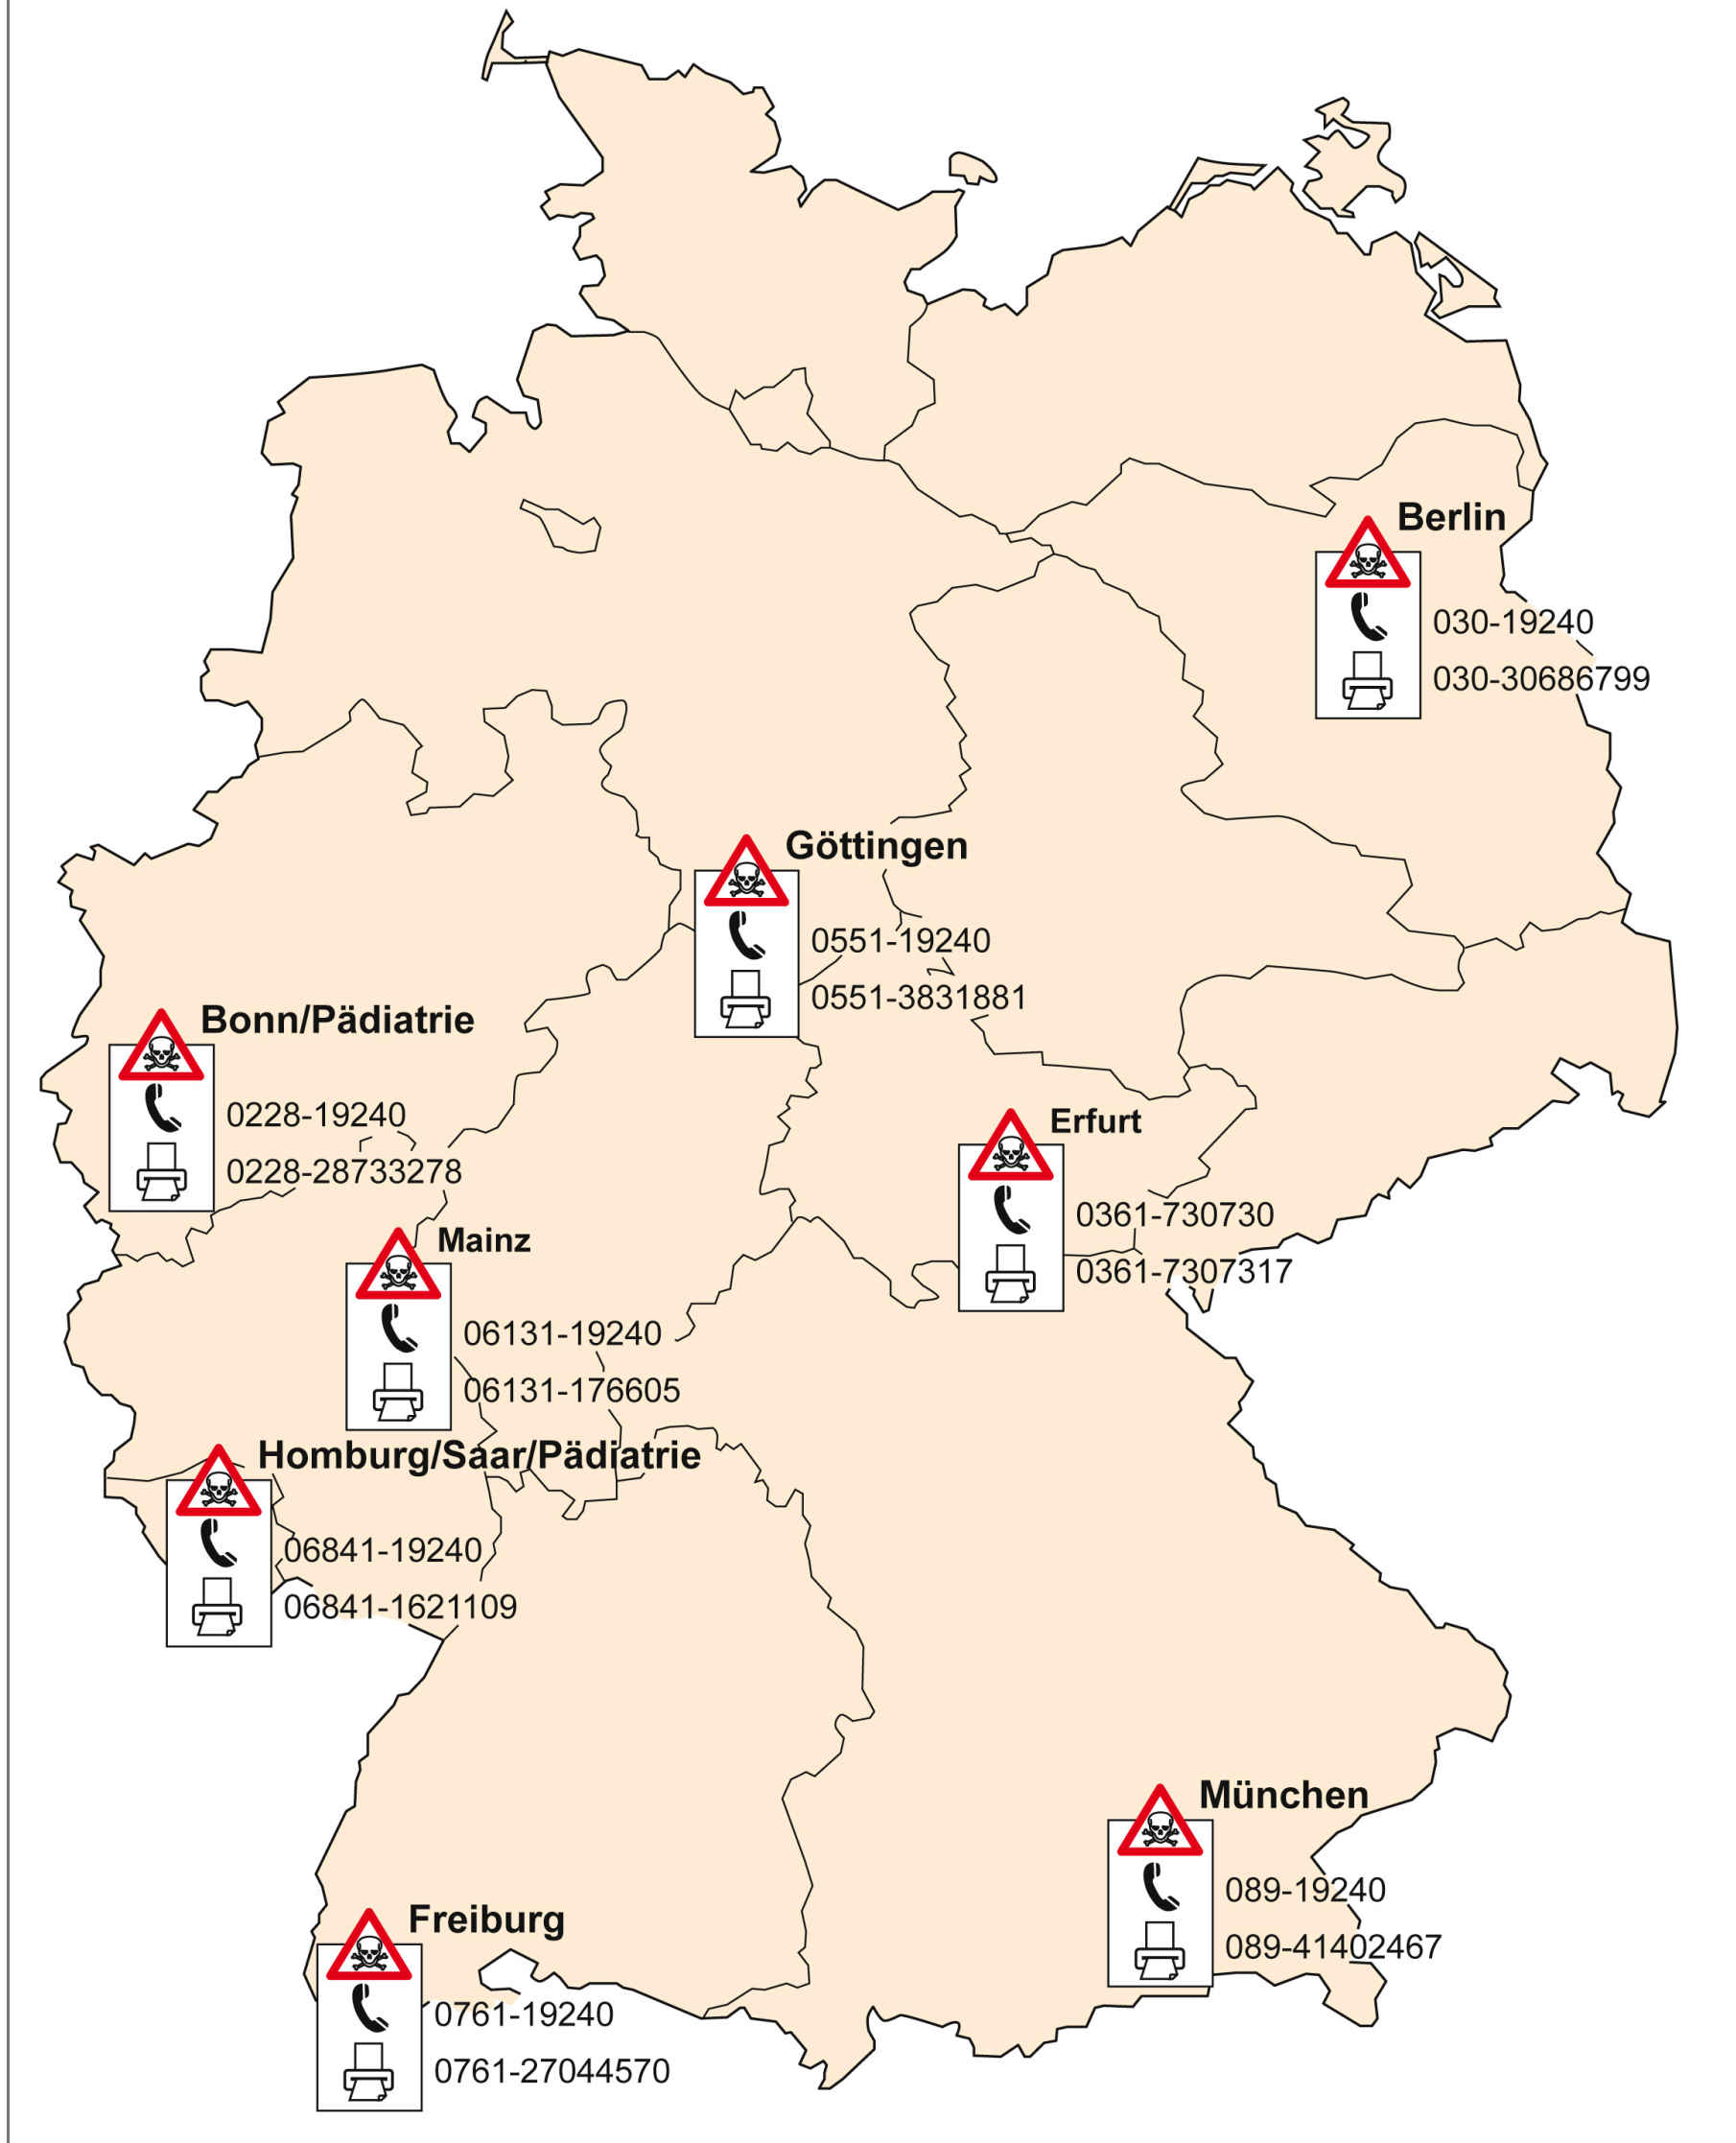 Berlin
030-19240
030-30686799
Göttingen
0551-19240
0551-3831881
Bonn/Pädiatrie
0228-19240
0228-28733278
Erfurt
0361-730730
0361-7307317
Mainz
06131-19240
06131-176605
Homburg/Saar/Pädiatrie
06841-19240
06841-1621109
München
089-19240
089-41402467
Freiburg
0761-19240
0761-27044570